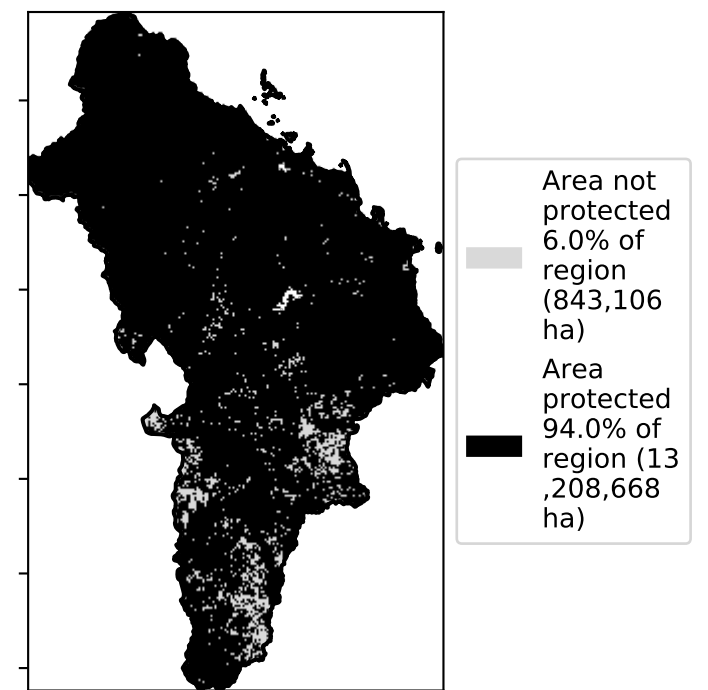 Area not
protected
6.0% of
region
(843,106
ha)
Area
protected
94.0% of
region (13
,208,668
ha)